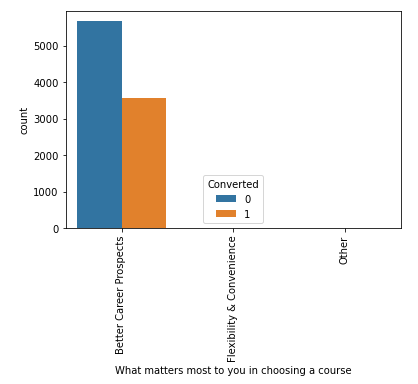 5000
4000
3000
2000
1000
0
count
Converted
0
1
Better Career Prospects
Flexibility & Convenience
Other
What matters most to you in choosing a course